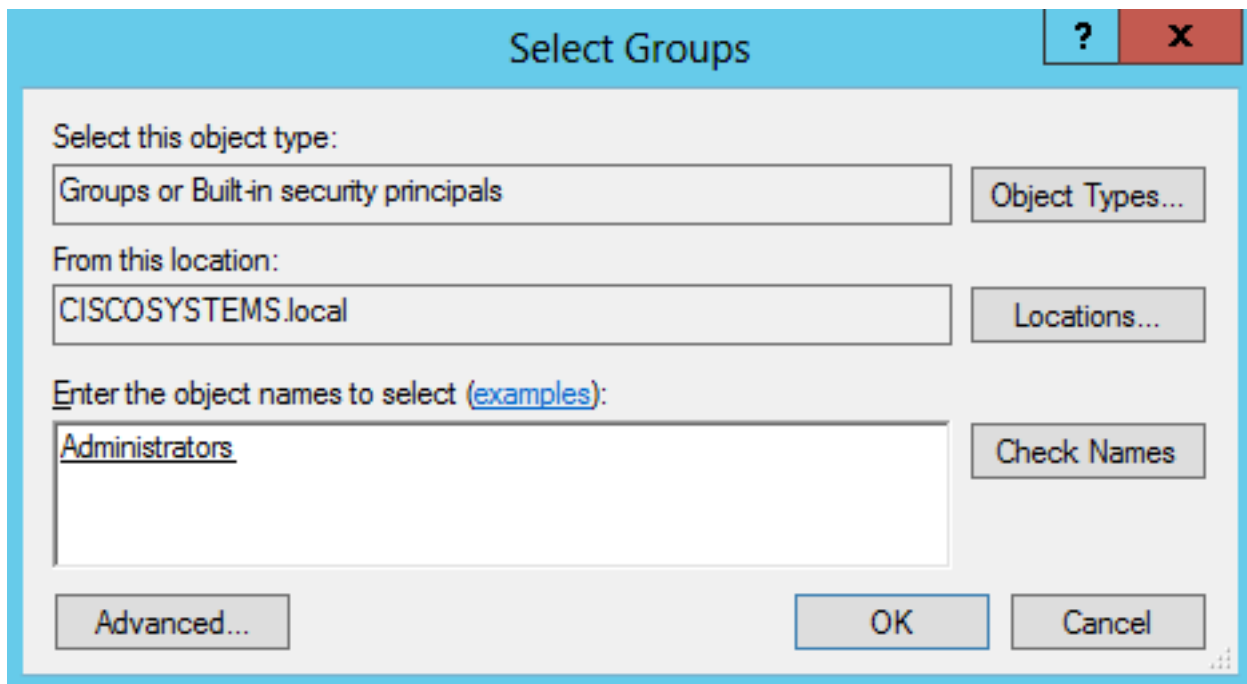 Select Groups
?
x
Select this object type:
Groups or Built-in security principals
Object Types...
From this location:
CISCOSYSTEMS.local
Locations...
Enter the object names to select (examples):
Administrators
Check Names
Advanced...
OK
Cancel